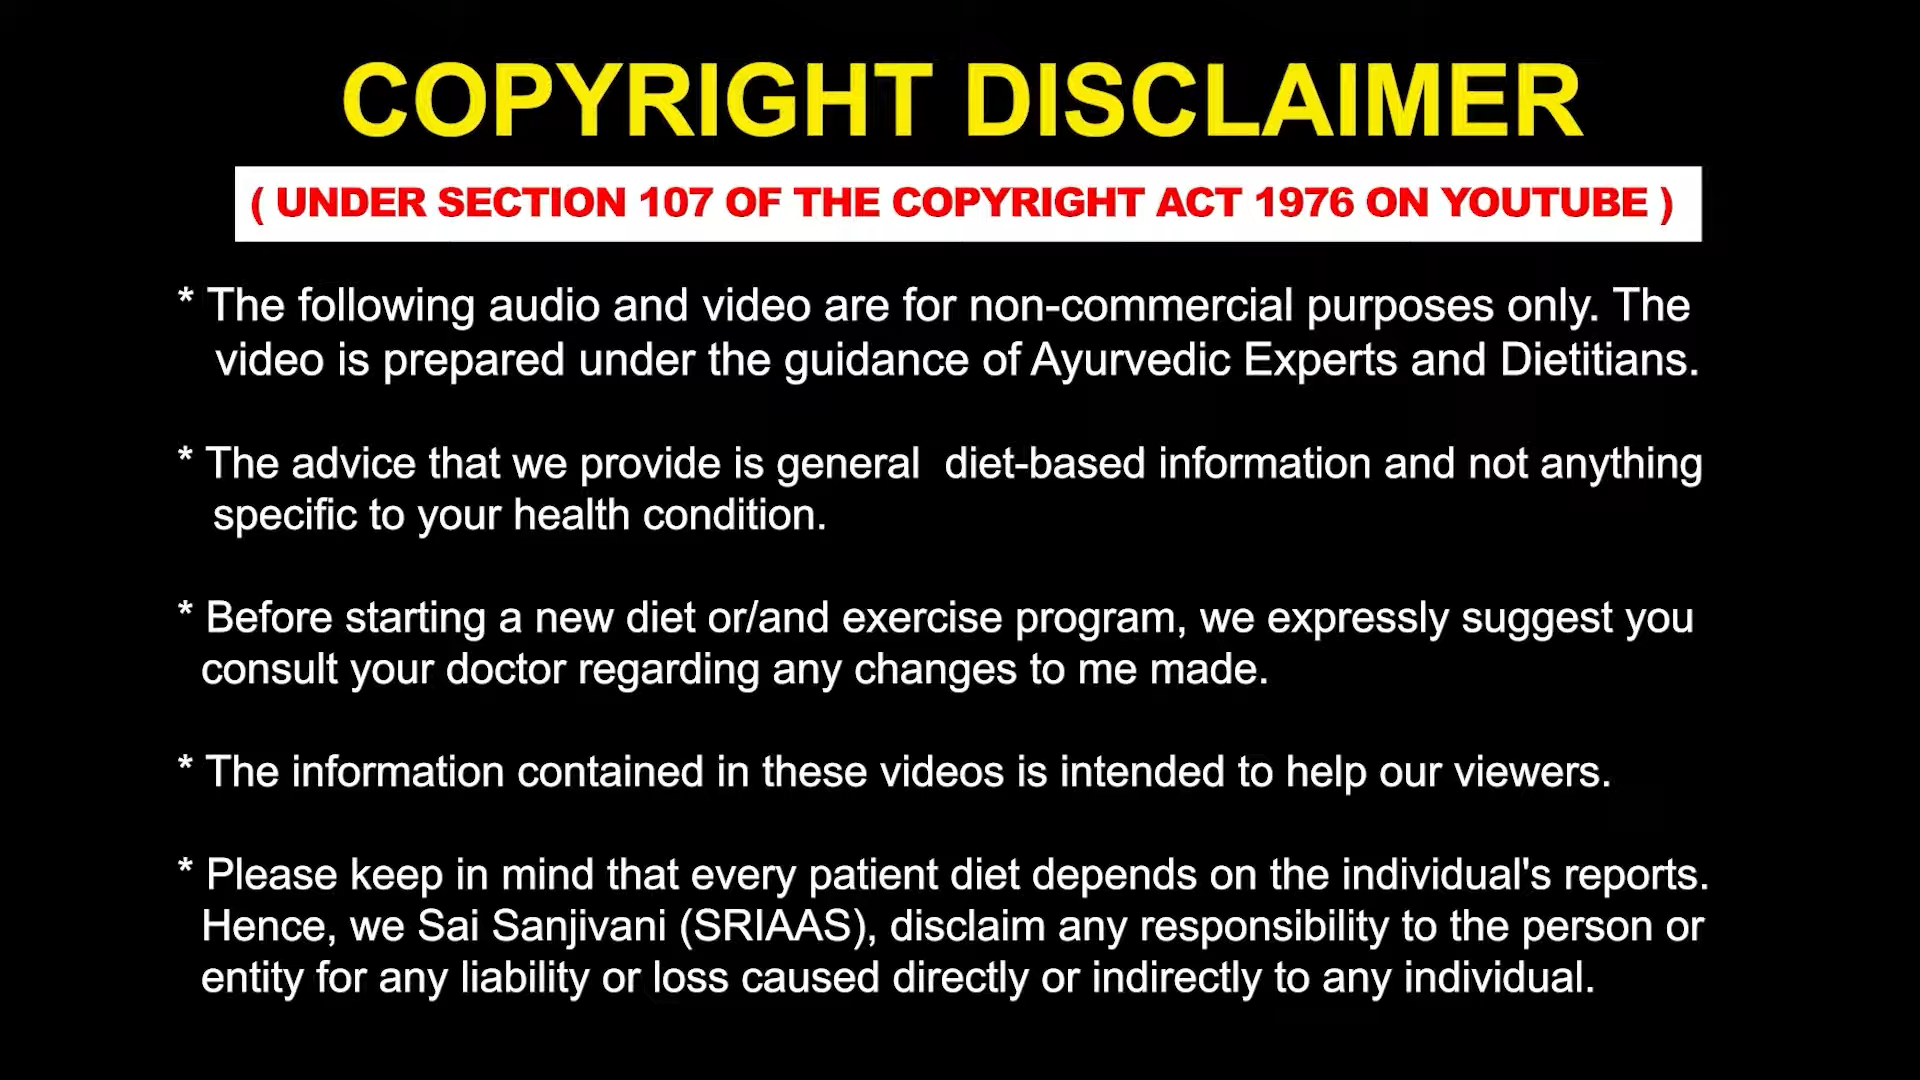 COPYRIGHT DISCLAIMER
( UNDER SECTION 107 OF THE COPYRIGHT ACT 1976 ON YOUTUBE )
* The following audio and video are for non-commercial purposes only. The
video is prepared under the guidance of Ayurvedic Experts and Dietitians.
* The advice that we provide is general  diet-based information and not anything
specific to your health condition.
* Before starting a new diet or/and exercise program, we expressly suggest you
consult your doctor regarding any changes to me made.
* The information contained in these videos is intended to help our viewers.
* Please keep in mind that every patient diet depends on the individual's reports.
Hence, we Sai Sanjivani (SRIAAS), disclaim any responsibility to the person or
entity for any liability or loss caused directly or indirectly to any individual.